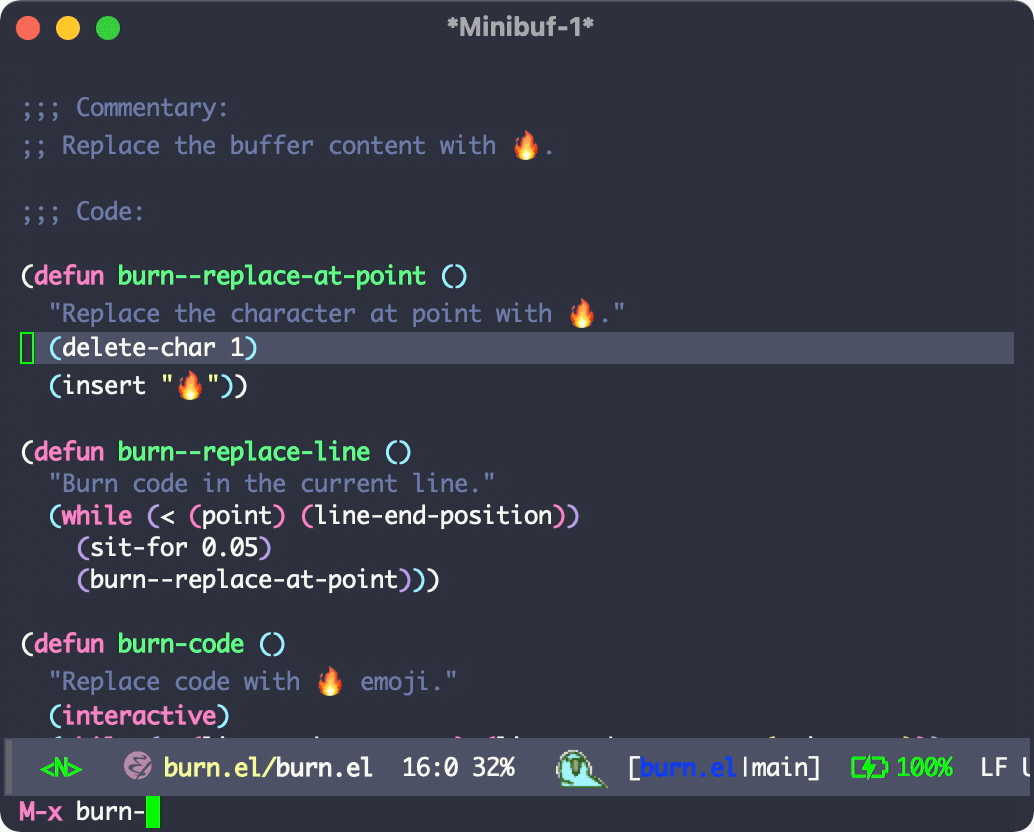 *Minibuf-1*
;;; Commentary:
;; Replace the buffer content with 🔥.
;;; Code:
(defun burn--replace-at-point ()
"Replace the character at point with 🔥."
(delete-char 1)
(insert "🔥"))
(defun burn--replace-line ()
"Burn code in the current line."
(while (< (point) (line-end-position))
(sit-for 0.05)
(burn--replace-at-point)))
(defun burn-code ()
"Replace code with 🔥 emoji."
(interactive)
<N> burn.el/burn.el 16:0 32% [burn.el|main] 100% LF
M-x burn-